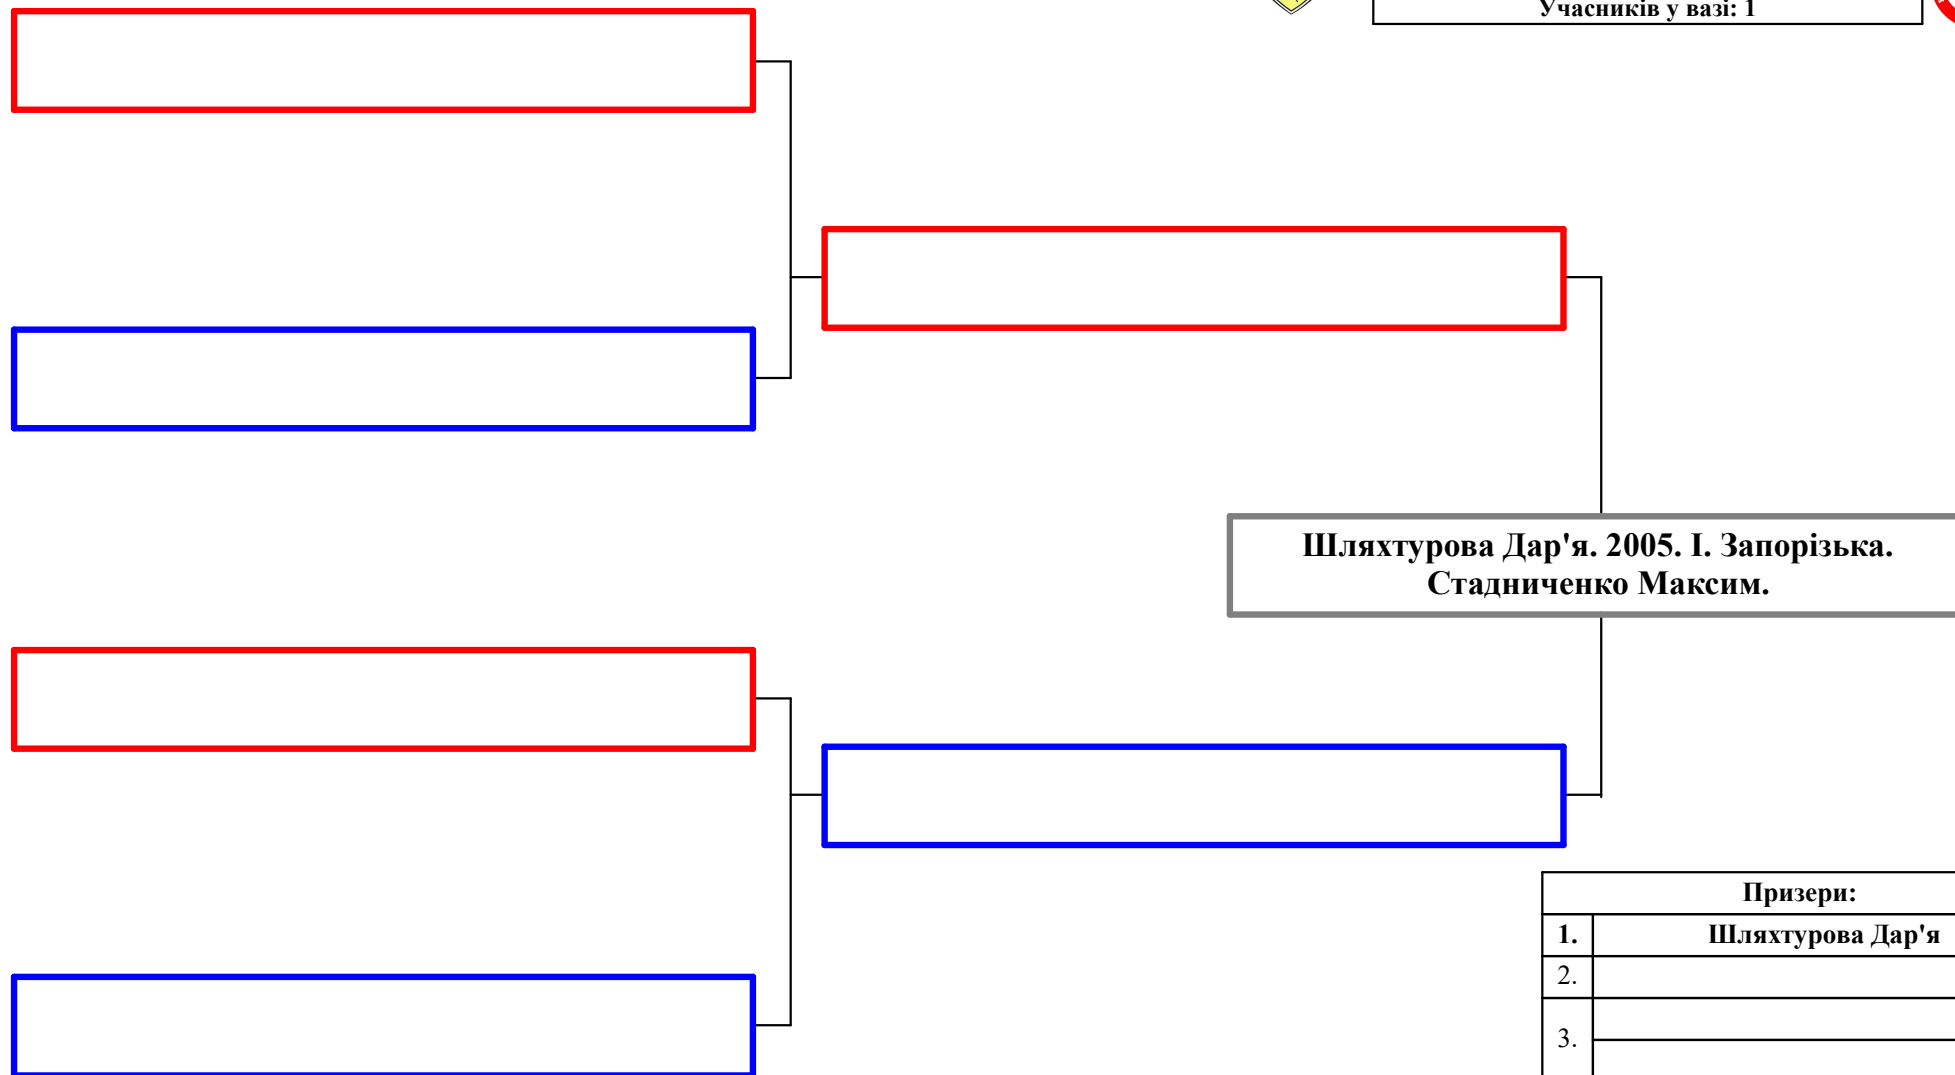 Учасників у вазі: 1
Шляхтурова Дар'я. 2005. І. Запорізька.
Стадниченко Максим.
Призери:
1. Шляхтурова Дар'я
2.
3.